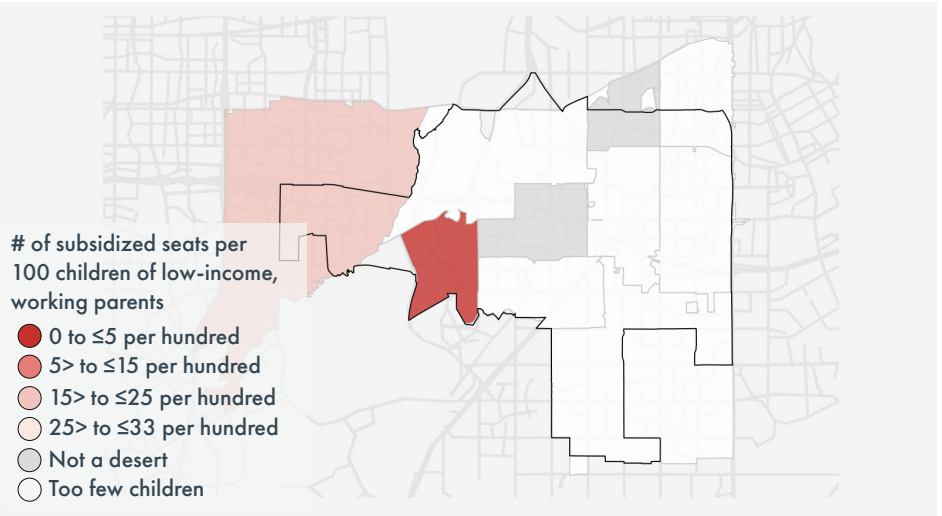 # of subsidized seats per
100 children of low-income,
working parents
0 to ≤5 per hundred
5> to ≤15 per hundred
15> to ≤25 per hundred
25> to ≤33 per hundred
Not a desert
Too few children